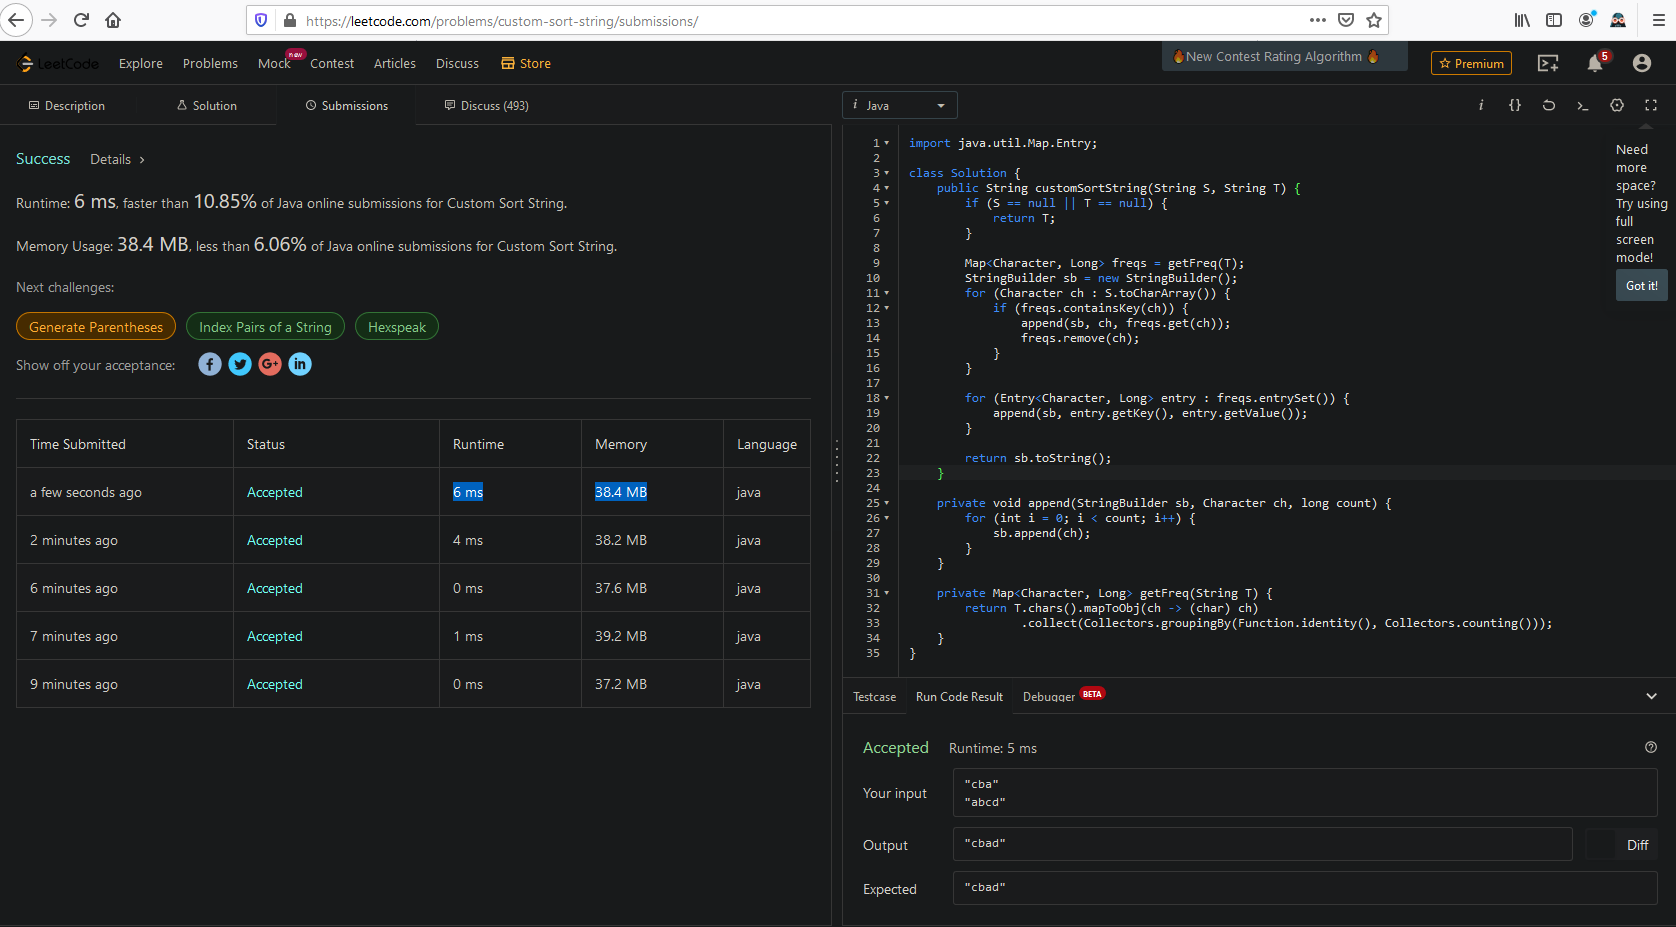 https://leetcode.com/problems/custom-sort-string/submissions/
LeetCode
Explore
Problems
Mock
new
Contest
Articles
Discuss
Store
🔥New Contest Rating Algorithm 🔥
Premium
5
Description
Solution
Submissions
Discuss (493)
Success
Details
Runtime: 6 ms, faster than 10.85% of Java online submissions for Custom Sort String.
Memory Usage: 38.4 MB, less than 6.06% of Java online submissions for Custom Sort String.
Next challenges:
Generate Parentheses
Index Pairs of a String
Hexspeak
Show off your acceptance:
Time Submitted Status Runtime Memory Language
a few seconds ago Accepted 6 ms 38.4 MB java
2 minutes ago Accepted 4 ms 38.2 MB java
6 minutes ago Accepted 0 ms 37.6 MB java
7 minutes ago Accepted 1 ms 39.2 MB java
9 minutes ago Accepted 0 ms 37.2 MB java
i Java
i {}
1 import java.util.Map.Entry;
2
3 class Solution {
4     public String customSortString(String S, String T) {
5         if (S == null || T == null) {
6             return T;
7         }
8
9         Map<Character, Long> freqs = getFreq(T);
10         StringBuilder sb = new StringBuilder();
11         for (Character ch : S.toCharArray()) {
12             if (freqs.containsKey(ch)) {
13                 append(sb, ch, freqs.get(ch));
14                 freqs.remove(ch);
15             }
16         }
17
18         for (Entry<Character, Long> entry : freqs.entrySet()) {
19             append(sb, entry.getKey(), entry.getValue());
20         }
21
22         return sb.toString();
23     }
24
25     private void append(StringBuilder sb, Character ch, long count) {
26         for (int i = 0; i < count; i++) {
27             sb.append(ch);
28         }
29     }
30
31     private Map<Character, Long> getFreq(String T) {
32         return T.chars().mapToObj(ch -> (char) ch)
33                 .collect(Collectors.groupingBy(Function.identity(), Collectors.counting()));
34     }
35 }
Need
more
space?
Try using
full
screen
mode!
Got it!
Testcase
Run Code Result
Debugger
BETA
Accepted
Runtime: 5 ms
Your input
"cba"
"abcd"
Output
"cbad"
Diff
Expected
"cbad"